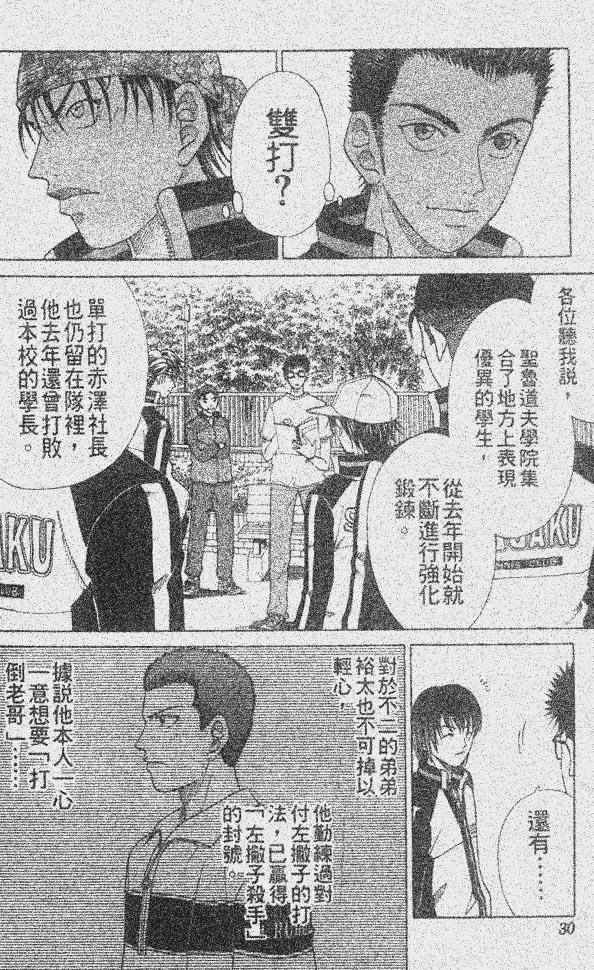 雙打?
各位聽我說,
聖魯道夫學院集
合了地方上表現
優異的學生,
從去年開始就
不斷進行強化
鍛鍊。
單打的赤澤社長
也仍留在隊裡,
他去年還曾打敗
過本校的學長。
AKU
CLUB
GAKU
NNIS CLUB
還有……
對於不二的弟弟
裕太也不可掉以
輕心,
他勤練過對
付左撇子的打
法,已贏得
「左撇子殺手」
的封號。
據說他本人一心
一意想要「打
倒老哥」……
30